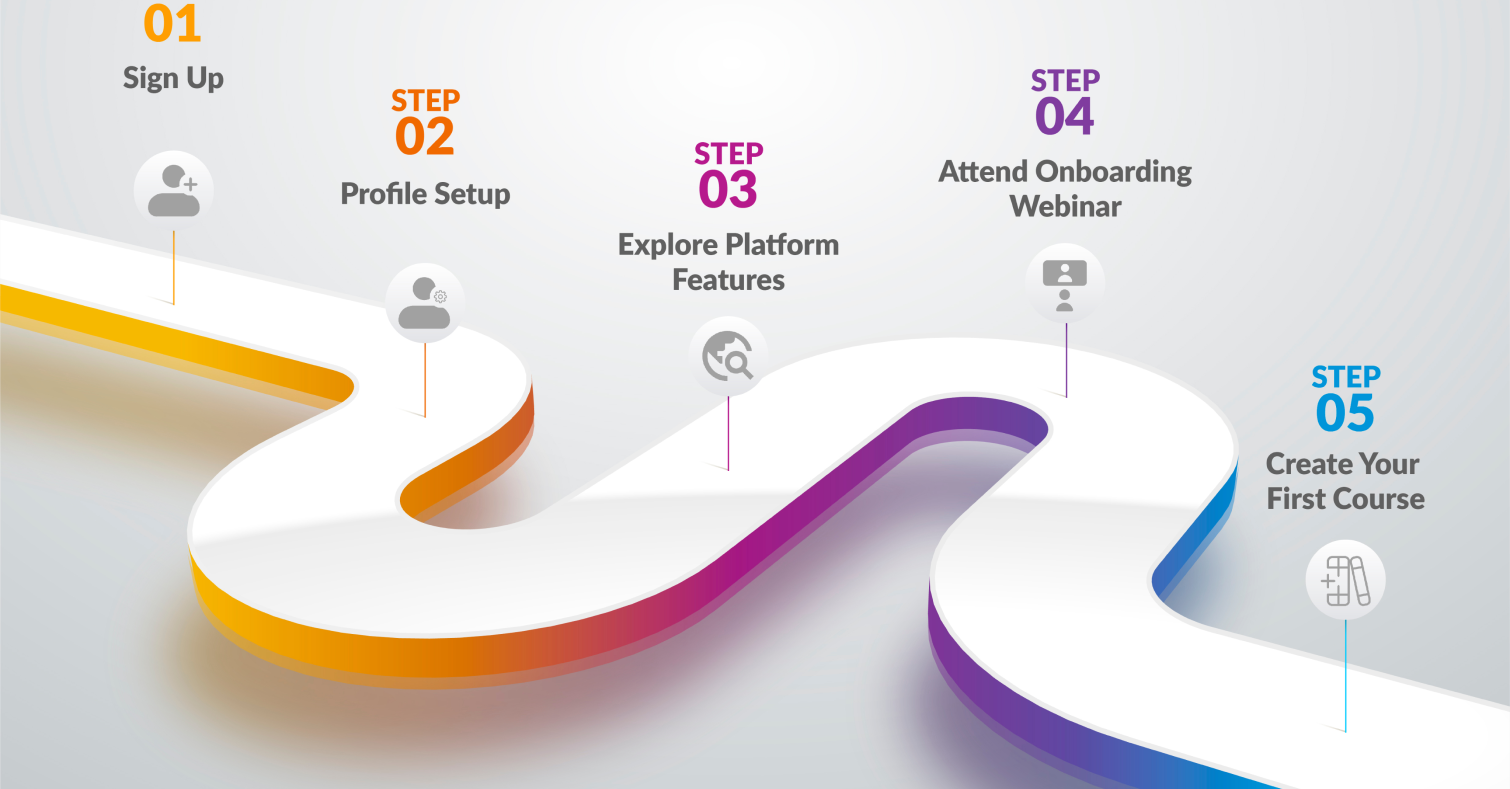 01
Sign Up
STEP
02
Profile Setup
STEP
03
Explore Platform
Features
STEP
04
Attend Onboarding
Webinar
STEP
05
Create Your
First Course